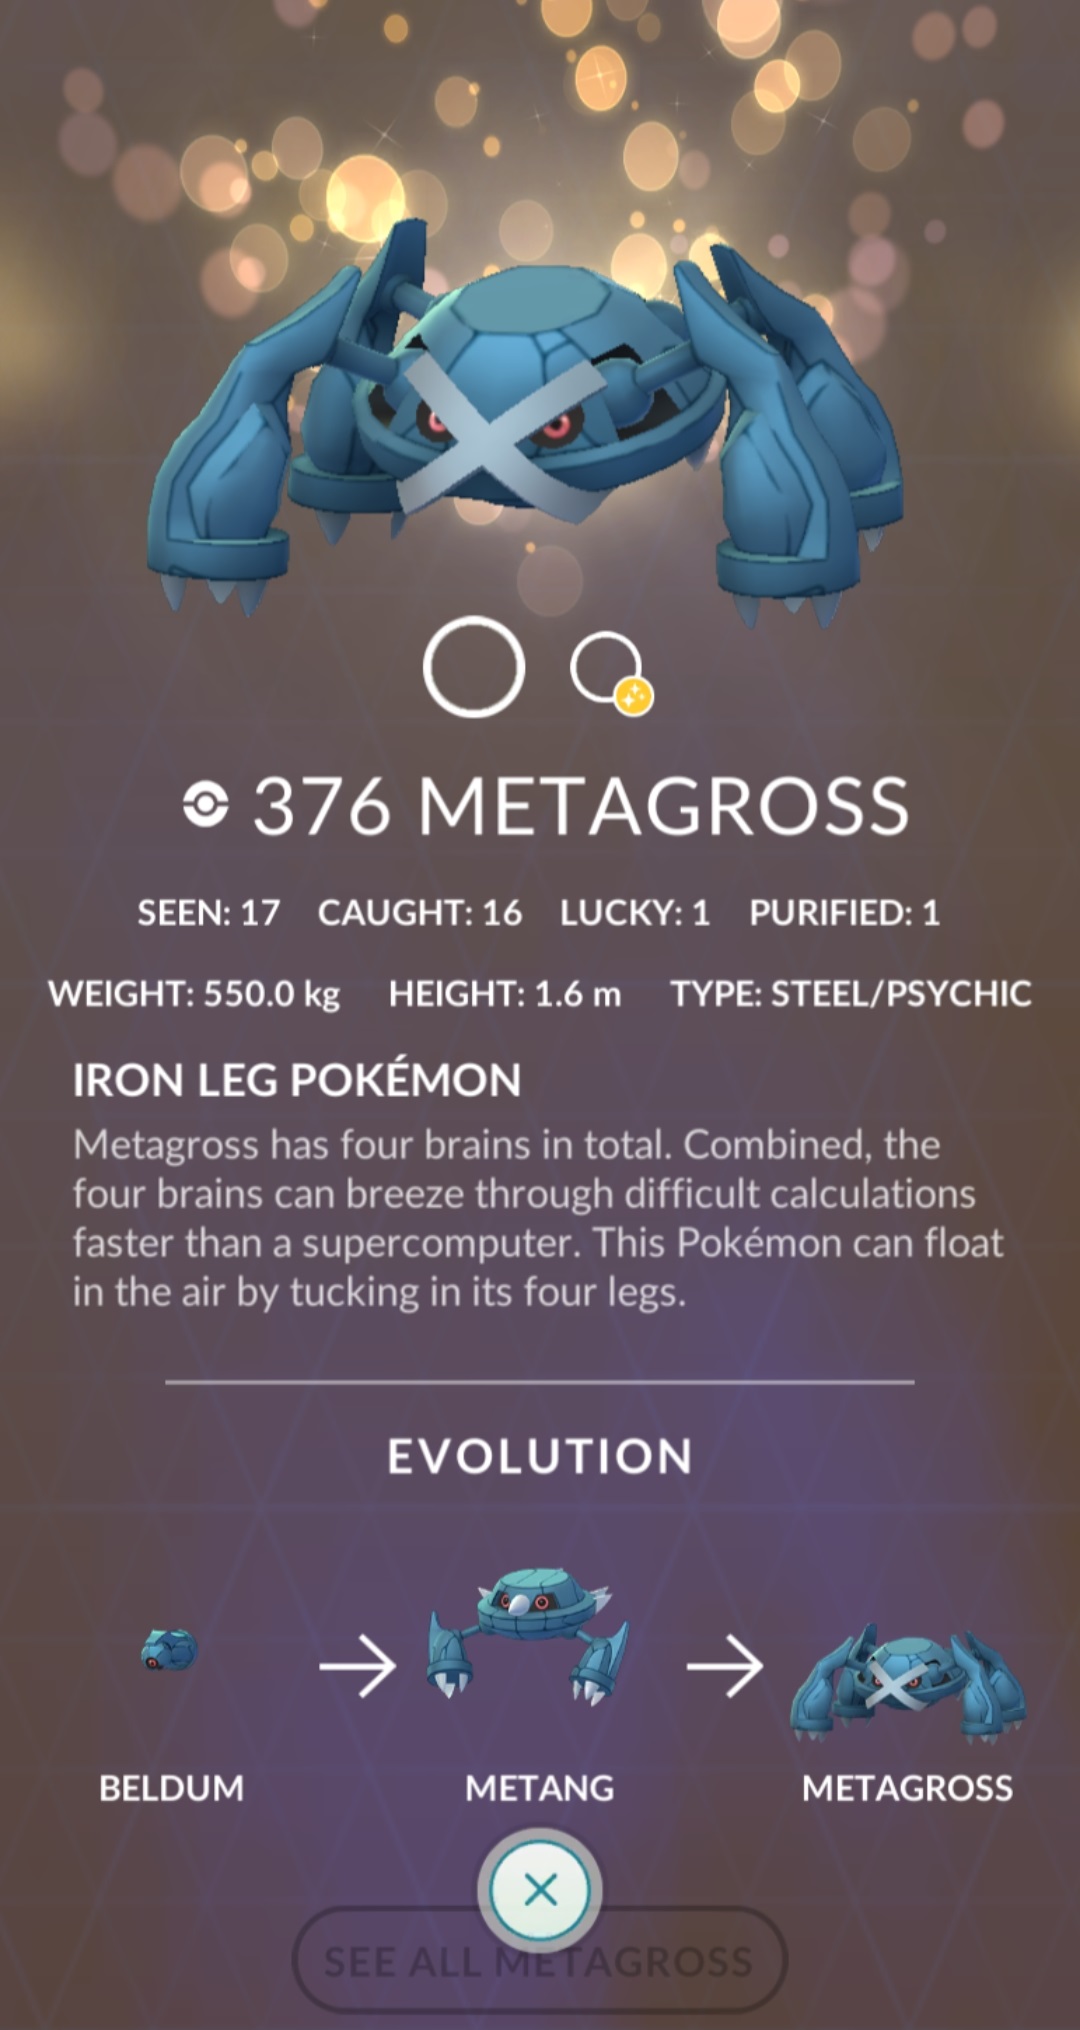 376 METAGROSS
SEEN: 17 CAUGHT: 16 LUCKY: 1 PURIFIED: 1
WEIGHT: 550.0 kg HEIGHT: 1.6 m TYPE: STEEL/PSYCHIC
IRON LEG POKÉMON
Metagross has four brains in total. Combined, the
four brains can breeze through difficult calculations
faster than a supercomputer. This Pokémon can float
in the air by tucking in its four legs.
EVOLUTION
BELDUM METANG METAGROSS
SEE ALL METAGROSS